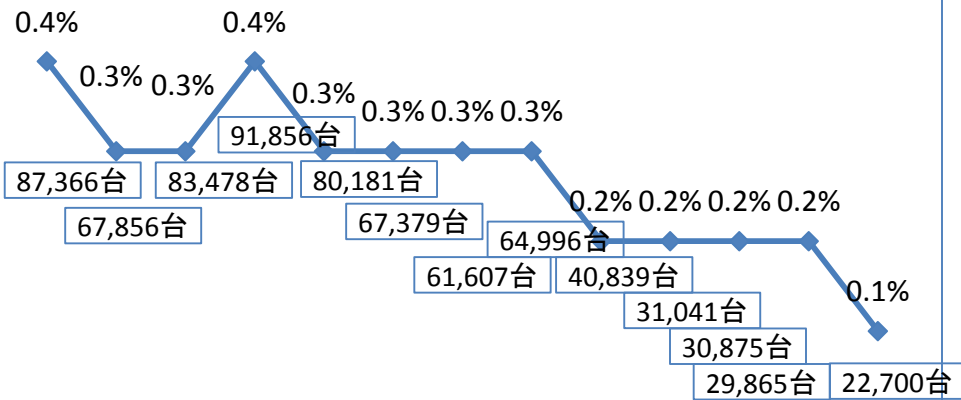 0.4%
0.4%
0.3%
0.3%
0.3%
0.3%
0.3%
0.3%
91,856台
87,366台
83,478台
80,181台
67,856台
67,379台
0.2%
0.2%
0.2%
0.2%
64,996台
61,607台
40,839台
0.1%
31,041台
30,875台
29,865台
22,700台